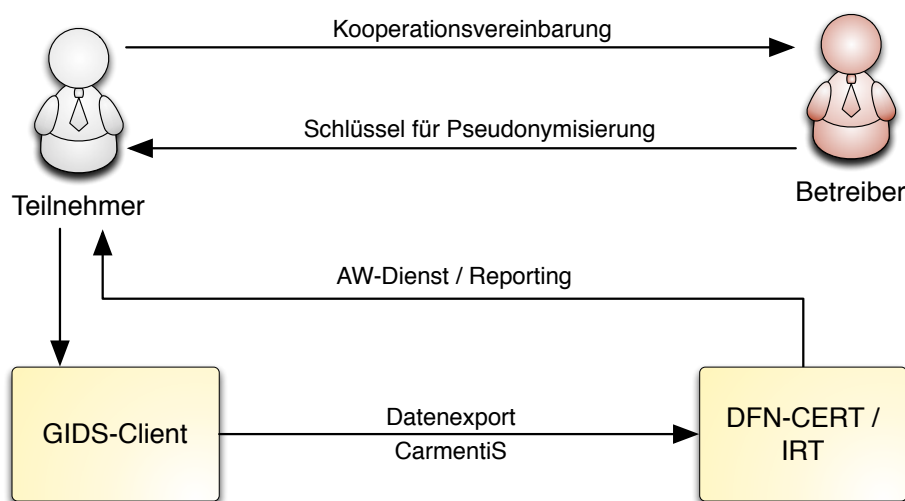 Kooperationsvereinbarung
Schlüssel für Pseudonymisierung
Teilnehmer
Betreiber
AW-Dienst / Reporting
GIDS-Client
Datenexport
CarmentiS
DFN-CERT /
IRT